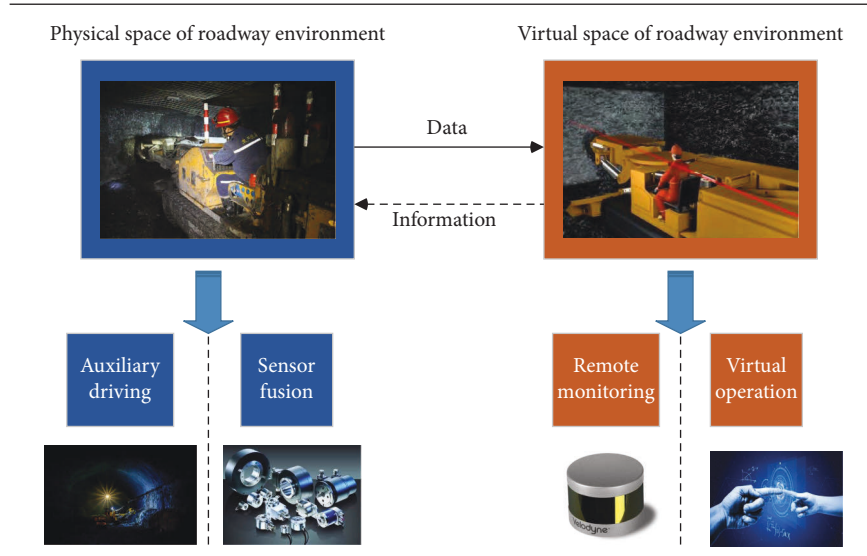 Physical space of roadway environment
Virtual space of roadway environment
Data
Information
Auxiliary
driving
Sensor
fusion
Remote
monitoring
Virtual
operation
Velodyne